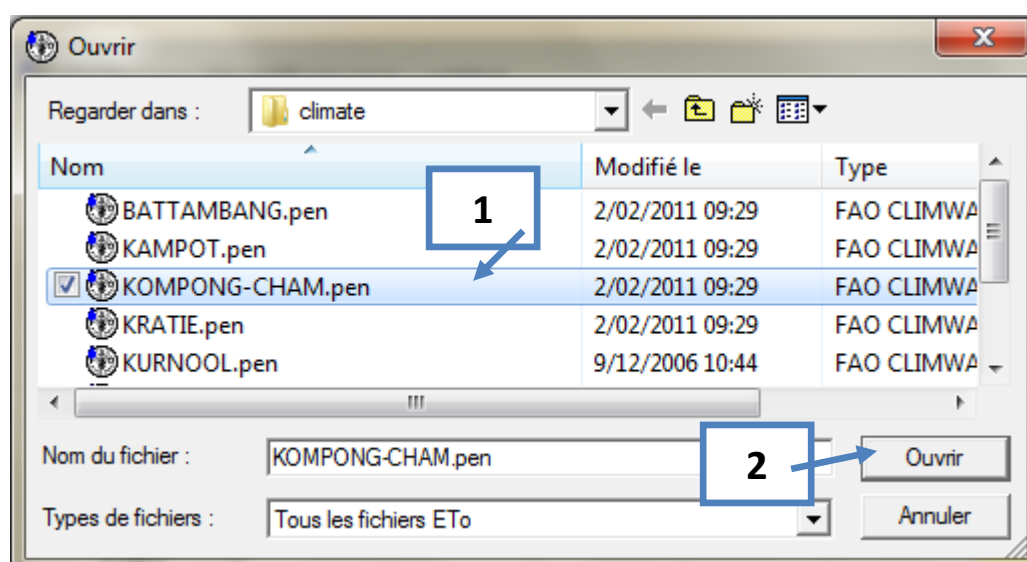 Ouvrir
Regarder dans : climate
Nom Modifié le Type
1
BATTAMBANG.pen 2/02/2011 09:29 FAO CLIMWA
KAMPOT.pen 2/02/2011 09:29 FAO CLIMWA
KOMPONG-CHAM.pen 2/02/2011 09:29 FAO CLIMWA
KRATIE.pen 2/02/2011 09:29 FAO CLIMWA
KURNOOL.pen 9/12/2006 10:44 FAO CLIMWA
Nom du fichier : KOMPONG-CHAM.pen 2 Ouvrir
Types de fichiers : Tous les fichiers ETo Annuler